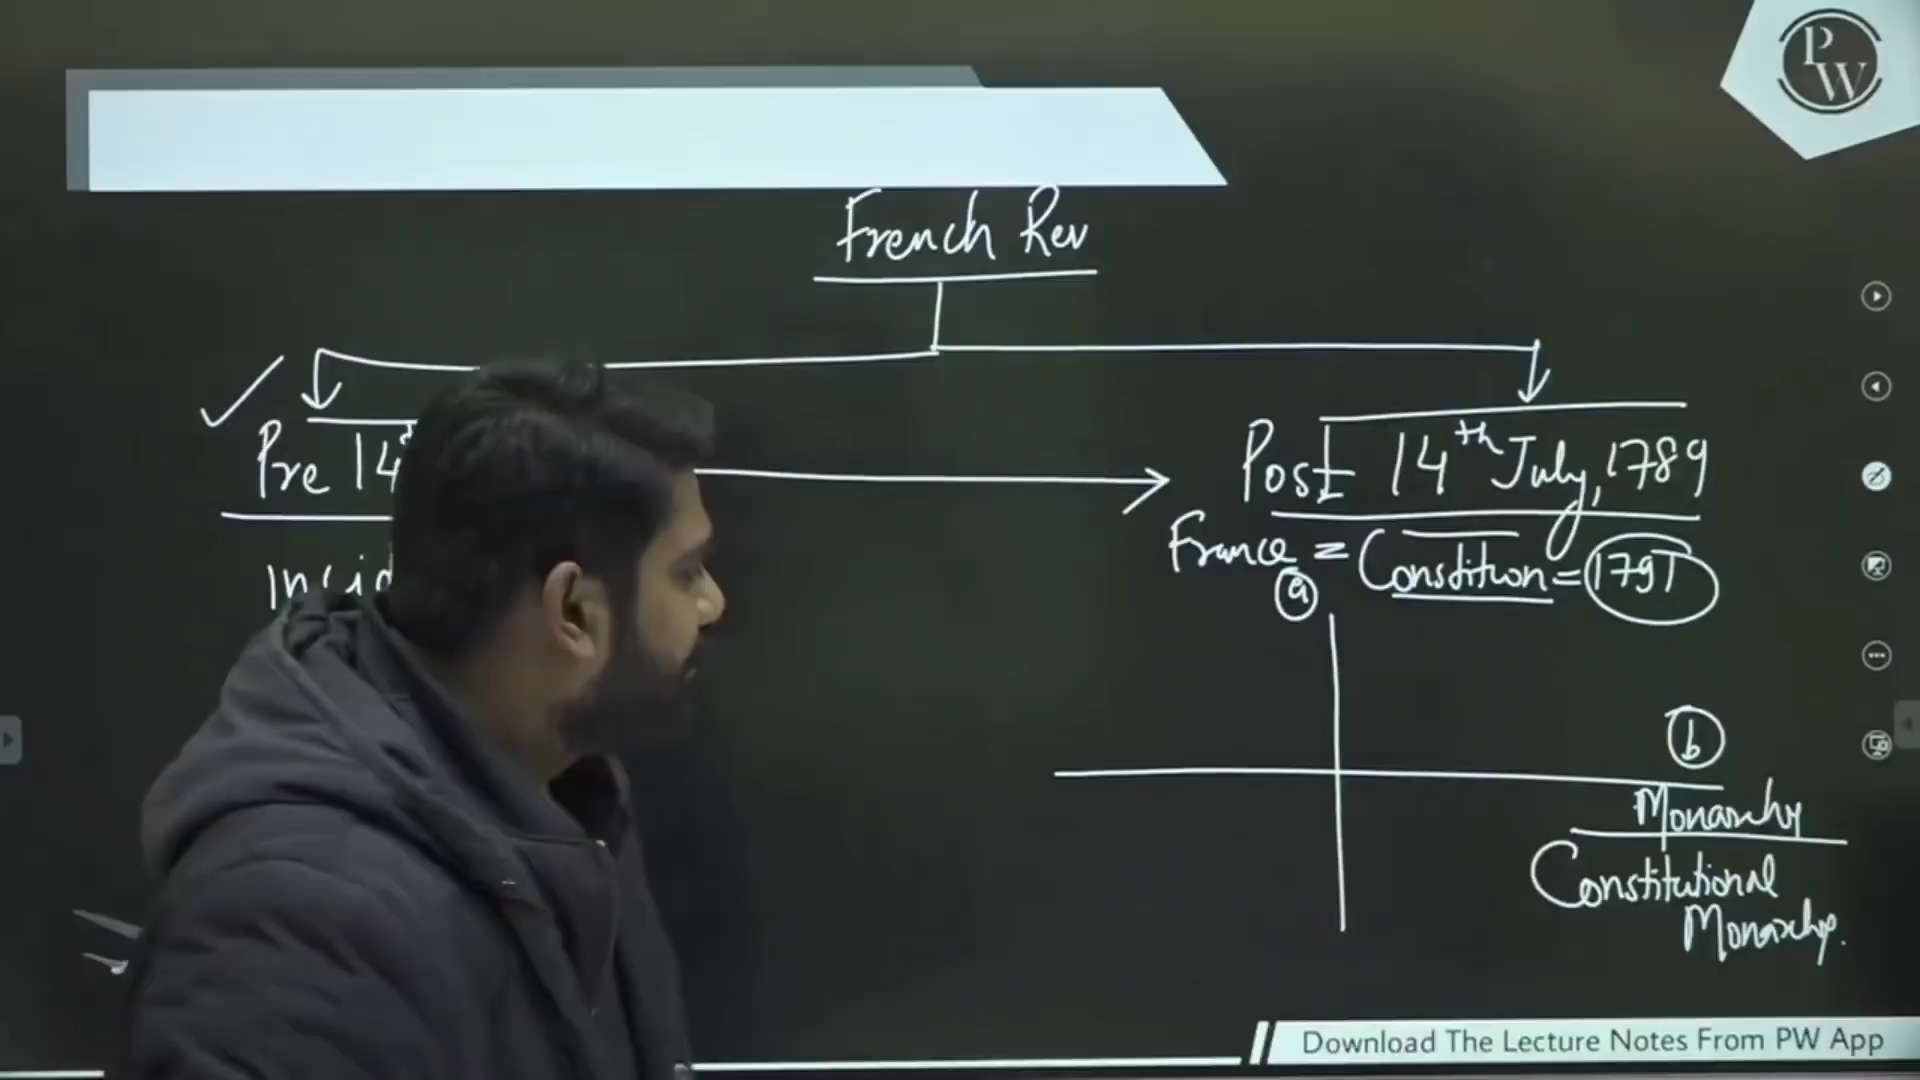 PW
French Rev
Pre 14
Post 14th July, 1789
France = Constitution = 1791
a
b
Monarchy
Constitutional
Monarchy.
Download The Lecture Notes From PW App